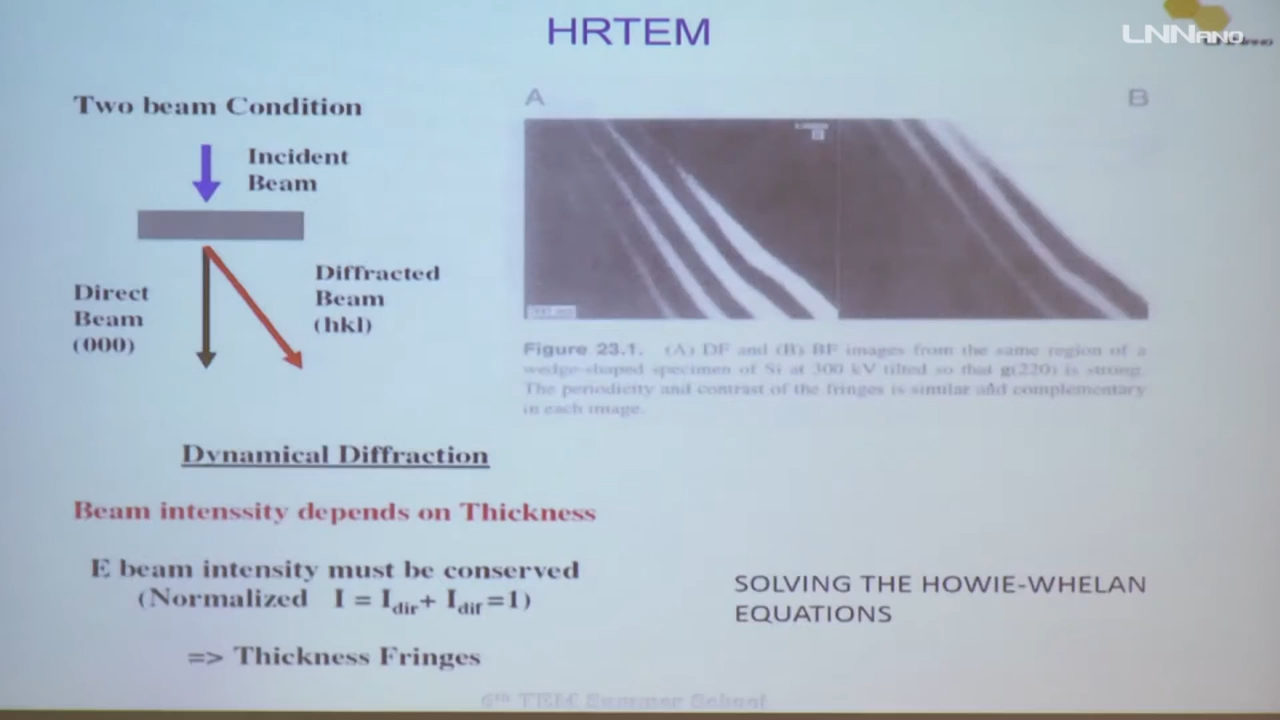 HRTEM
LNNANO
Two beam Condition
Incident
Beam
Direct
Beam
(000)
Diffracted
Beam
(hkl)
A
B
Figure 23.1. (A) DF and (B) BF images from the same region of a
wedge-shaped specimen of Si at 300 kV tilted so that g(220) is strong.
The periodicity and contrast of the fringes is similar and complementary
in each image.
Dynamical Diffraction
Beam intenssity depends on Thickness
E beam intensity must be conserved
(Normalized I = Idir+ Idif=1)
=> Thickness Fringes
SOLVING THE HOWIE-WHELAN
EQUATIONS
6th TEM Summer School